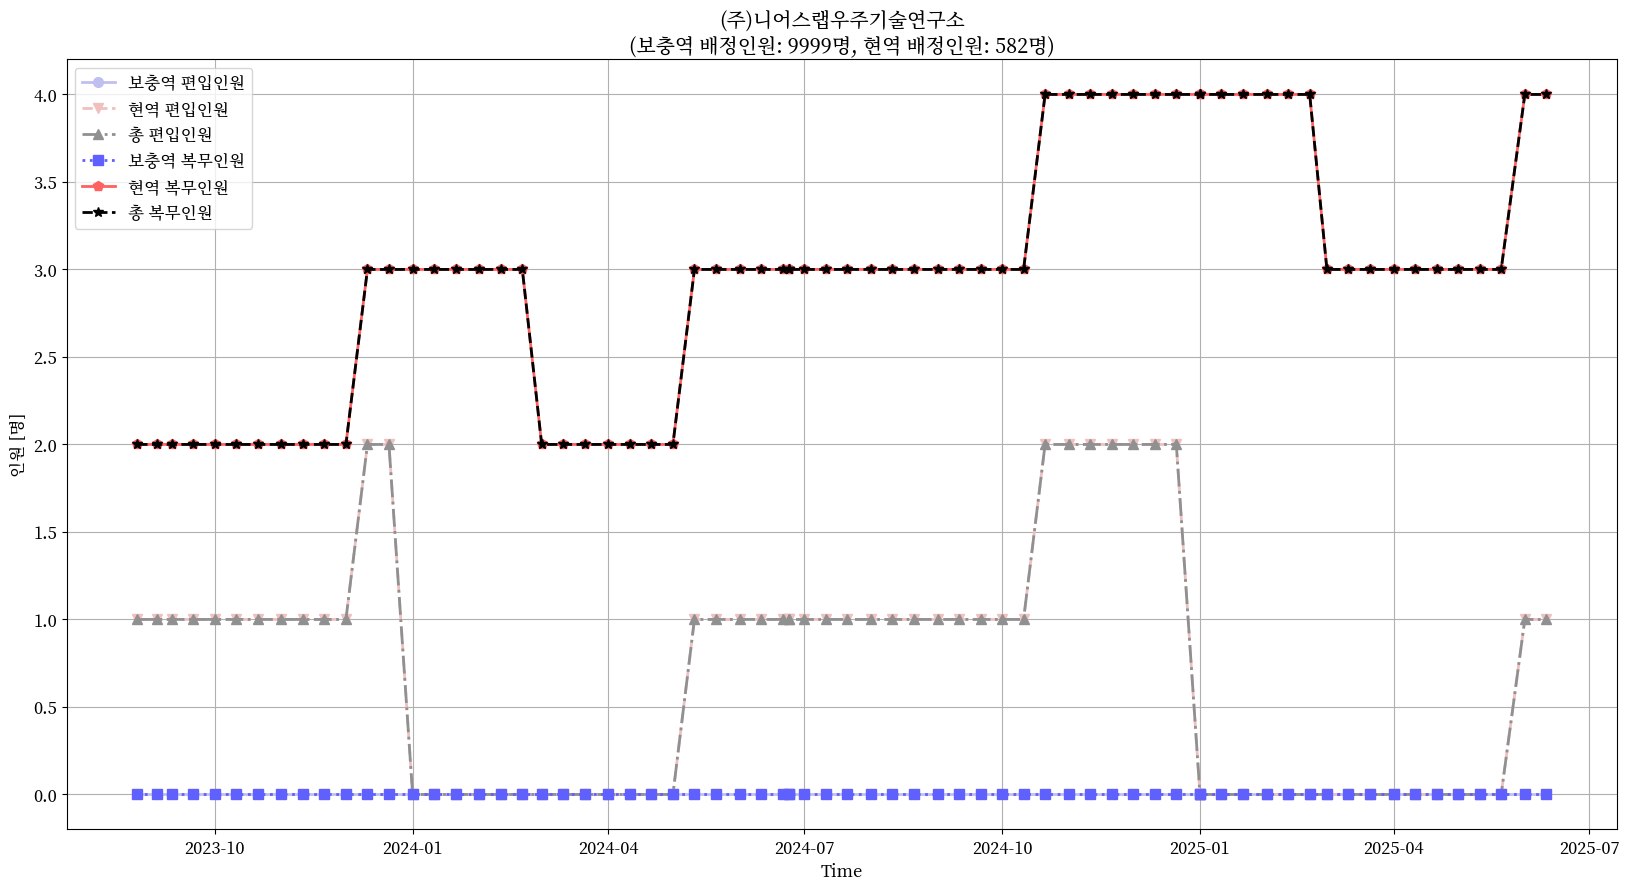 (주)니어스랩우주기술연구소
(보충역 배정인원: 9999명, 현역 배정인원: 582명)
보충역 편입인원
현역 편입인원
총 편입인원
보충역 복무인원
현역 복무인원
총 복무인원
인원 [명]
4.0
3.5
3.0
2.5
2.0
1.5
1.0
0.5
0.0
2023-10 2024-01 2024-04 2024-07 2024-10 2025-01 2025-04 2025-07
Time